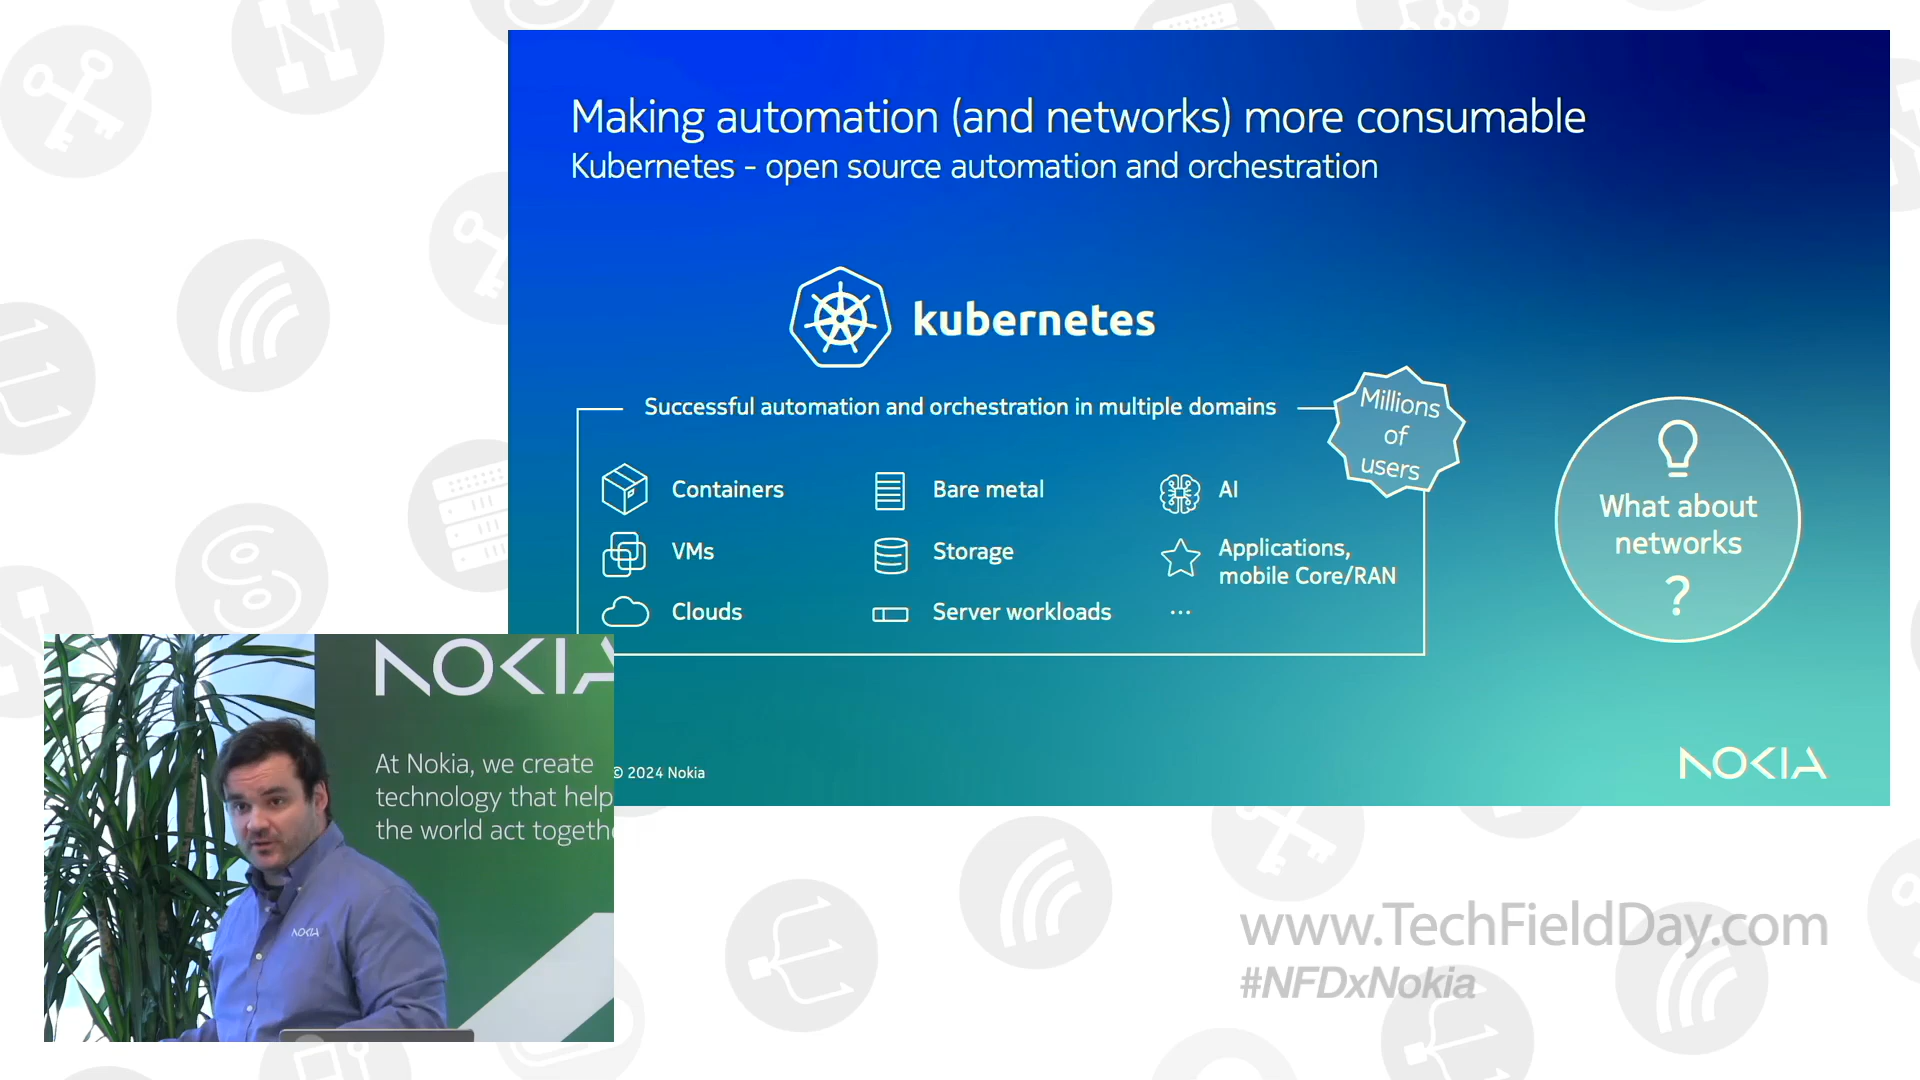 Making automation (and networks) more consumable
Kubernetes - open source automation and orchestration
kubernetes
Successful automation and orchestration in multiple domains
Millions
of
users
Containers
Bare metal
AI
VMs
Storage
Applications,
mobile Core/RAN
Clouds
Server workloads
...
What about
networks
?
© 2024 Nokia
NOKIA
NOKIA
At Nokia, we create
technology that help
the world act togethe
NOKIA
www.TechFieldDay.com
#NFDxNokia